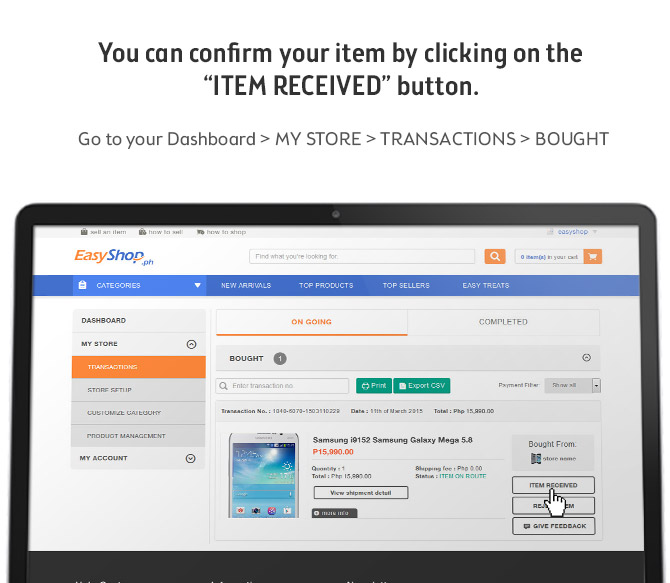 You can confirm your item by clicking on the
“ITEM RECEIVED” button.
Go to your Dashboard > MY STORE > TRANSACTIONS > BOUGHT
sell an item how to sell how to shop easyshop
EasyShop.ph Find what you're looking for. 0 item(s) in your cart
CATEGORIES NEW ARRIVALS TOP PRODUCTS TOP SELLERS EASY TREATS
DASHBOARD
MY STORE
TRANSACTIONS
STORE SETUP
CUSTOMIZE CATEGORY
PRODUCT MANAGEMENT
MY ACCOUNT
ON GOING COMPLETED
BOUGHT 1
Enter transaction no. Print Export CSV Payment Filter: Show all
Transaction No. : 1040-6070-1503110229 Date : 11th of March 2015 Total : Php 15,990.00
Samsung i9152 Samsung Galaxy Mega 5.8
P15,990.00
Quantity : 1 Shipping fee : Php 0.00
Total : Php 15,990.00 Status : ITEM ON ROUTE
View shipment detail
more info
Bought From:
store name
ITEM RECEIVED
GIVE FEEDBACK